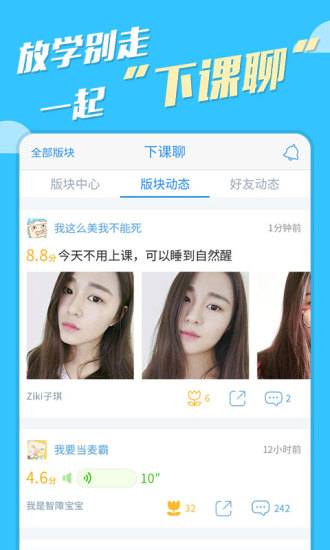 放学别走
一起“下课聊”
全部版块
下课聊
版块中心
版块动态
好友动态
我这么美我不能死
1分钟前
8.8分 今天不用上课，可以睡到自然醒
Ziki子琪
6
2
我要当麦霸
12小时前
4.6分
10"
我是智障宝宝
32
242